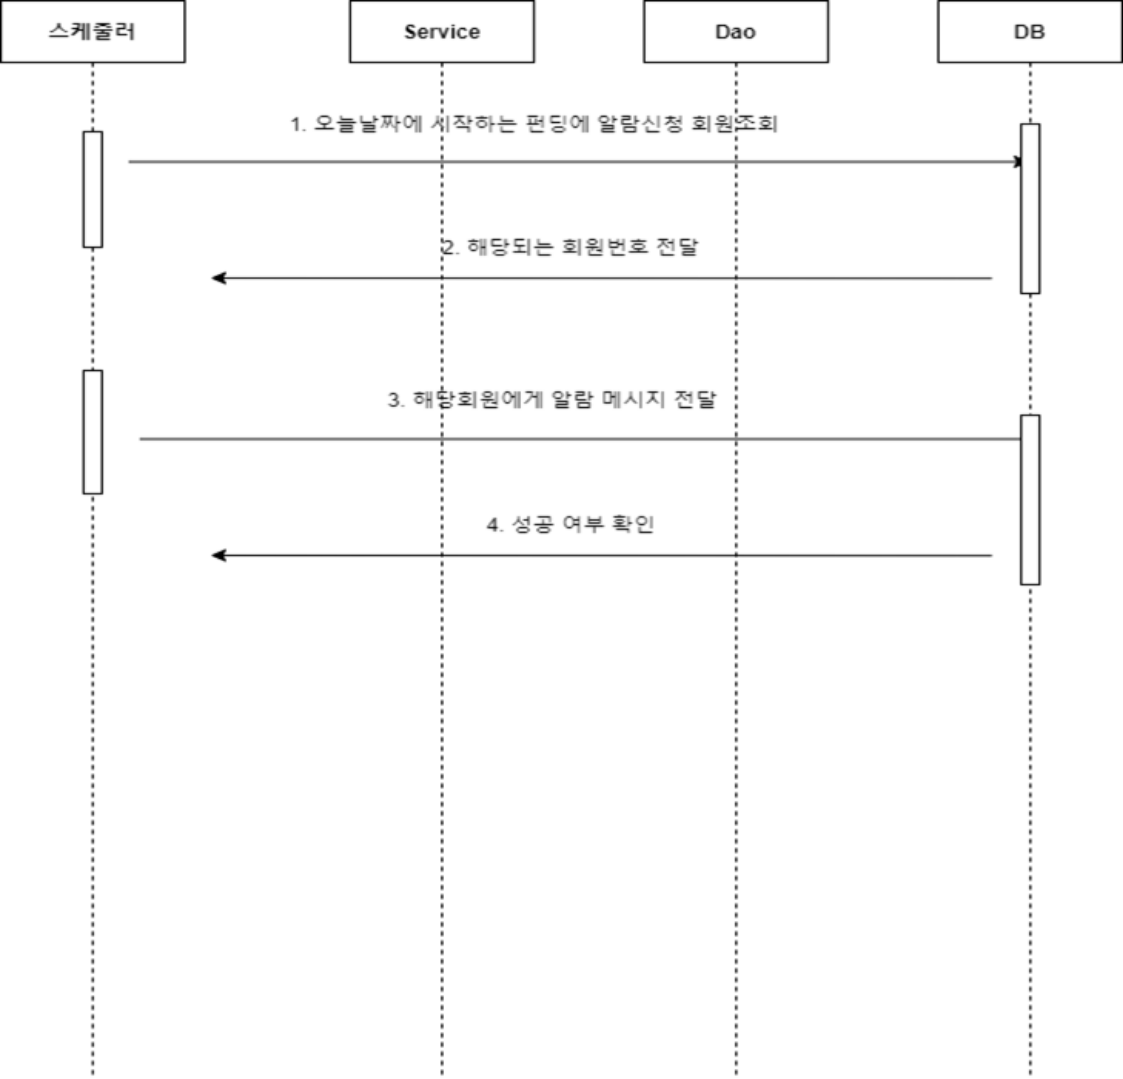 스케줄러
Service
Dao
DB
1. 오늘날짜에 시작하는 펀딩에 알람신청 회원조회
2. 해당되는 회원번호 전달
3. 해당회원에게 알람 메시지 전달
4. 성공 여부 확인